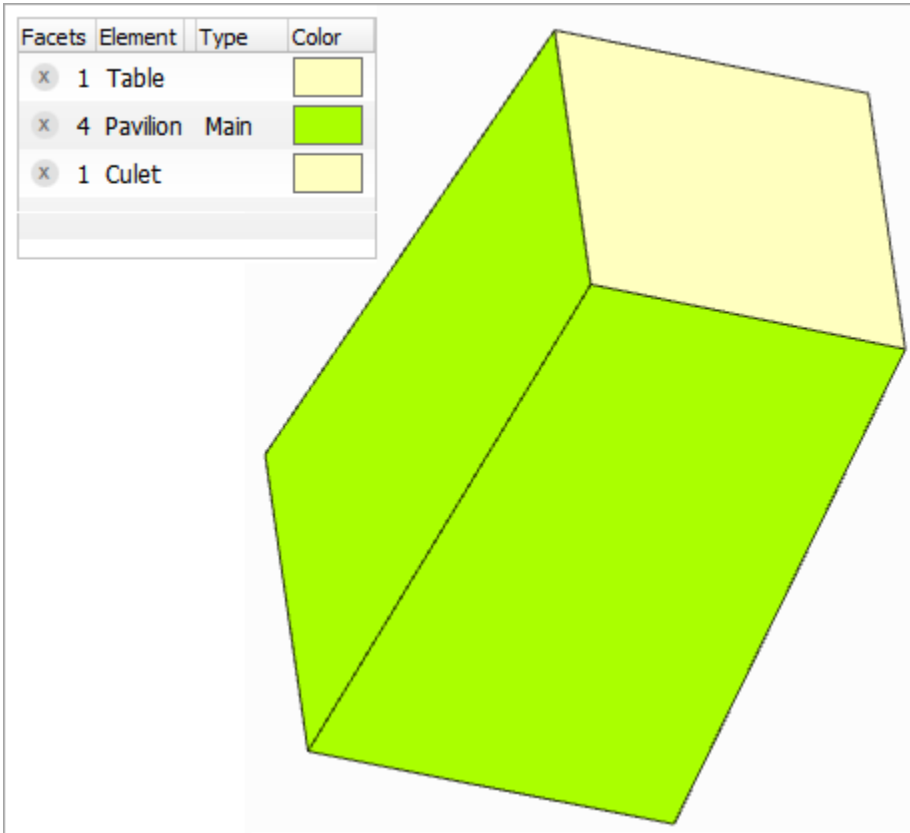 Facets Element Type Color
x 1 Table
x 4 Pavilion Main
x 1 Culet